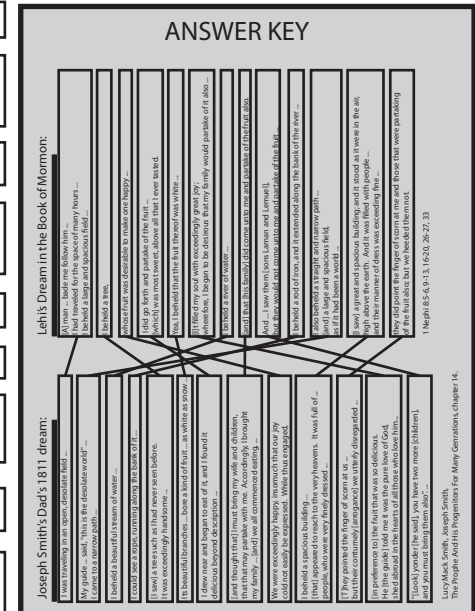 ANSWER KEY
Joseph Smith's Dad's 1811 dream:
I was traveling in an open, desolate field ...
My guide ... said, "this is the desolate world" ...
I came to a narrow path ...
I beheld a beautiful stream of water ...
I could see a rope, running along the bank of it ...
[I saw] a tree such as I had never seen before.
It was exceedingly handsome ...
Its beautiful branches ... bore a kind of fruit ... as white as snow ...
I drew near and began to eat of it, and I found it
delicious beyond description ...
[and thought that] I must bring my wife and children,
that that may partake with me. Accordingly, I brought
my family ... [and] we all commenced eating, ...
We were exceedingly happy, insomuch that our joy
cold not easily be expressed. While thus engaged,
I beheld a spacious building ...
[that] appeared to reach to the very heavens. It was full of ...
people, who were very finely dressed ...
[T]hey pointed the finger of scorn at us ...
but their contumely [arrogance] we utterly disregarded ...
[in preference to] the fruit that was so delicious.
He [the guide] told me it was the pure love of God,
shed abroad in the hearts of all those who love him...
"[Look] yonder [he said], you have two more [children],
and you must bring them also" ...
Lucy Mack Smith, Joseph Smith,
The Prophe And His Progenitors For Many Genrations, chapter 14.
Lehi's Dream in the Book of Mormon:
[A] man ... bade me follow him ...
I had traveled for the space of many hours ...
I beheld a large and spacious field ...
I beheld a tree,
whose fruit was desirable to make one happy ...
I did go forth and partake of the fruit ...
[which] was most sweet, above all that I ever tasted.
Yea, I beheld that the fruit thereof was white ...
[I]t filled my soul with exceedingly great joy;
wherefore, I began to be desirous that my family would partake of it also ...
I beheld a river of water ...
[and that [his family] did come unto me and partake of the fruit also.
And ... I saw them [sons Laman and Lemuel],
but they would not come unto me and partake of the fruit ...
I beheld a rod of iron, and it extended along the bank of the river ...
I also beheld a straight and narrow path ...
[and] a large and spacious field,
as if it had been a world ...
[I saw] a great and spacious building; and it stood as it were in the air,
high above the earth. And it was filled with people ...
and their manner of dress was exceeding fine ...
they did point the finger of scorn at me and those that were partaking
of the fruit also; but we heeded them not.
1 Nephi 8:5-6, 9-13, 16-20, 26-27, 33